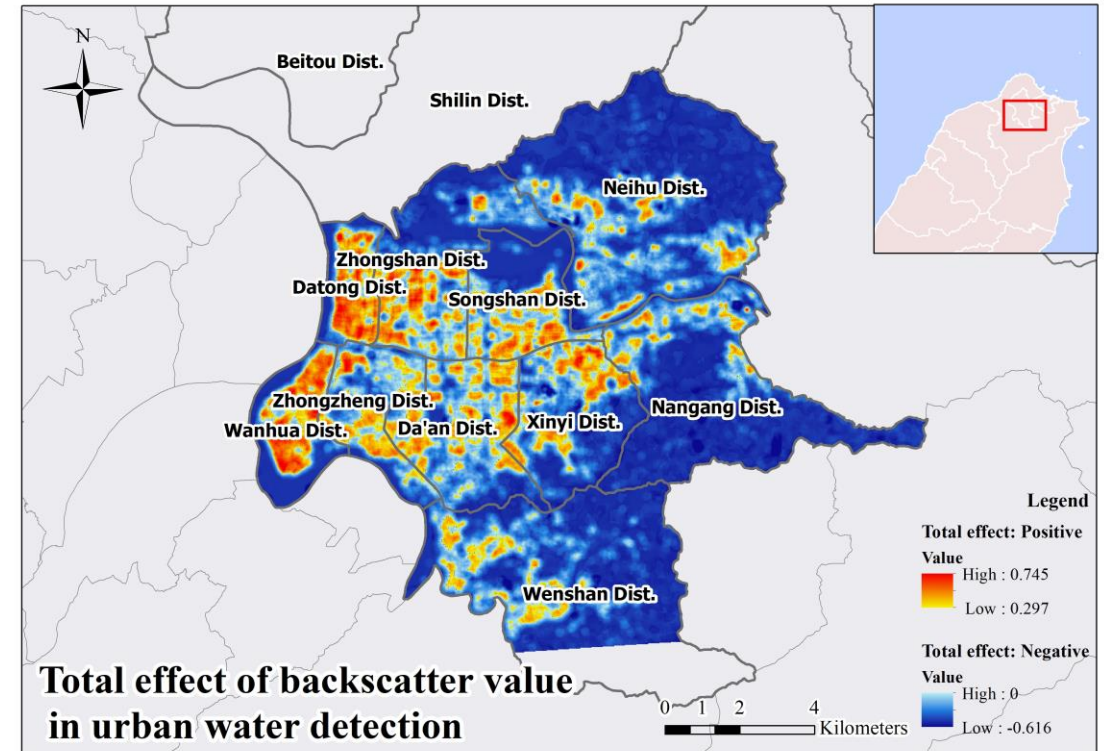 N
Beitou Dist.
Shilin Dist.
Neihu Dist.
Zhongshan Dist.
Datong Dist.
Songshan Dist.
Zhongzheng Dist.
Wanhua Dist.
Da'an Dist.
Xinyi Dist.
Nangang Dist.
Wenshan Dist.
Legend
Total effect: Positive
Value
High : 0.745
Low : 0.297
Total effect: Negative
Value
High : 0
Low : -0.616
Total effect of backscatter value
in urban water detection
0 1 2 4
Kilometers